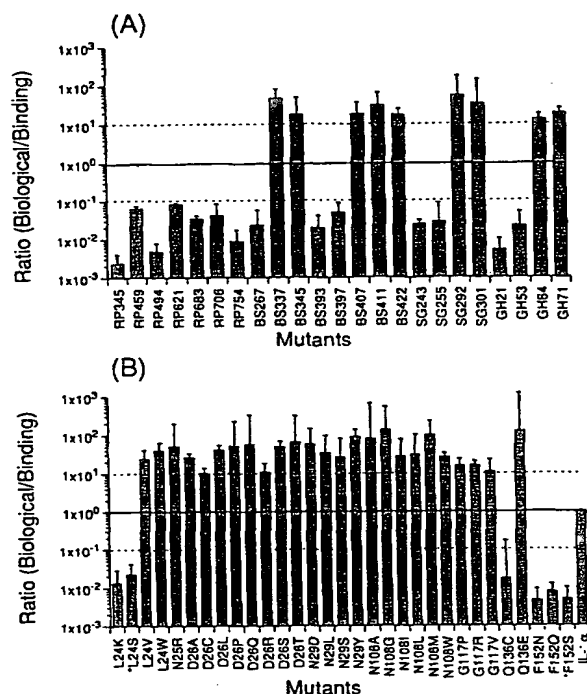 (A)
Ratio (Biological/Binding)
1x10³
1x10²
1x10¹
1x10⁰
1x10⁻¹
1x10⁻²
1x10⁻³
RP345
RP459
RP494
RP621
RP683
RP706
RP754
BS267
BS337
BS345
BS393
BS397
BS407
BS411
BS422
SG243
SG255
SG292
SG301
GH21
GH53
GH64
GH71
Mutants
(B)
Ratio (Biological/Binding)
1x10³
1x10²
1x10¹
1x10⁰
1x10⁻¹
1x10⁻²
1x10⁻³
L24K
*L24S
L24V
L24W
N25R
D26A
D26C
D26L
D26P
D26Q
D26R
D26S
D26T
N29D
N29L
N29S
N29Y
N108A
N108G
N108I
N108L
N108M
N108W
G117P
G117R
G117V
Q136C
Q136E
F152N
F152Q
*F152S
Mutants